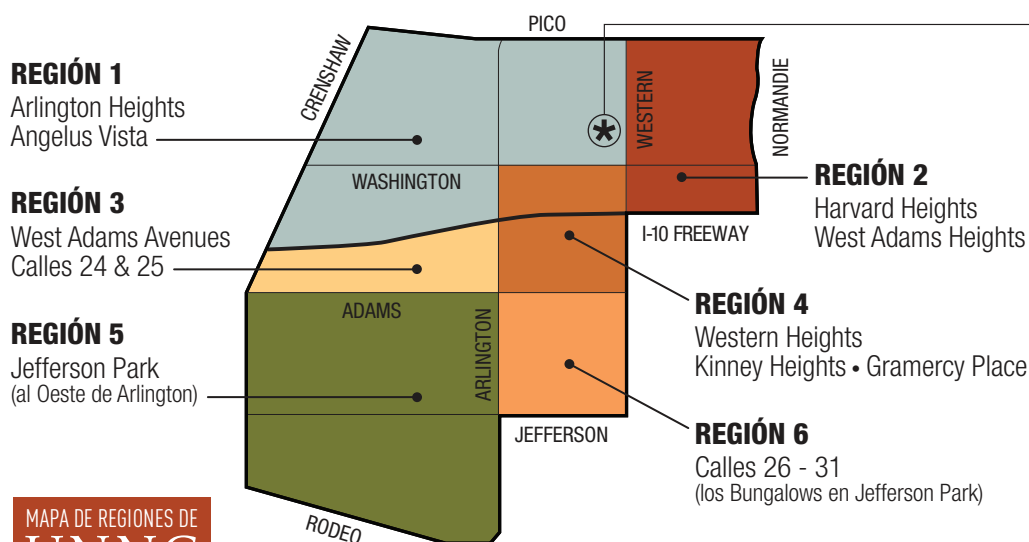 PICO
CRENSHAW
REGIÓN 1
Arlington Heights
Angelus Vista
*
WESTERN
NORMANDIE
WASHINGTON
REGIÓN 2
Harvard Heights
West Adams Heights
REGIÓN 3
West Adams Avenues
Calles 24 & 25
I-10 FREEWAY
ADAMS
ARLINGTON
REGIÓN 4
Western Heights
Kinney Heights • Gramercy Place
REGIÓN 5
Jefferson Park
(al Oeste de Arlington)
JEFFERSON
REGIÓN 6
Calles 26 - 31
(los Bungalows en Jefferson Park)
RODEO
MAPA DE REGIONES DE
UNNC